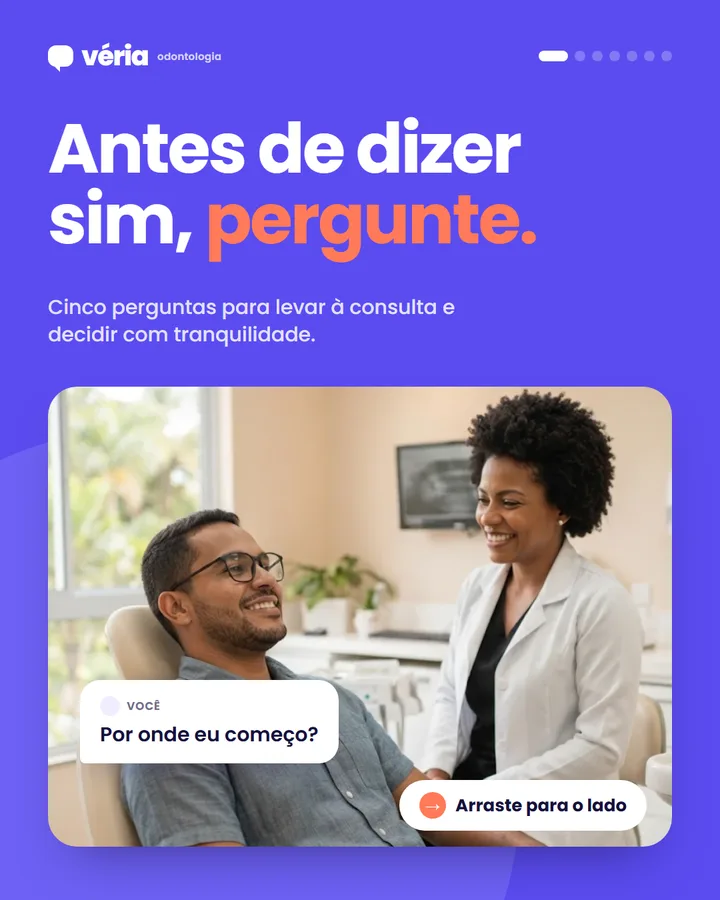 véria odontologia
Antes de dizer
sim, pergunte.
Cinco perguntas para levar à consulta e
decidir com tranquilidade.
VOCÊ
Por onde eu começo?
→ Arraste para o lado